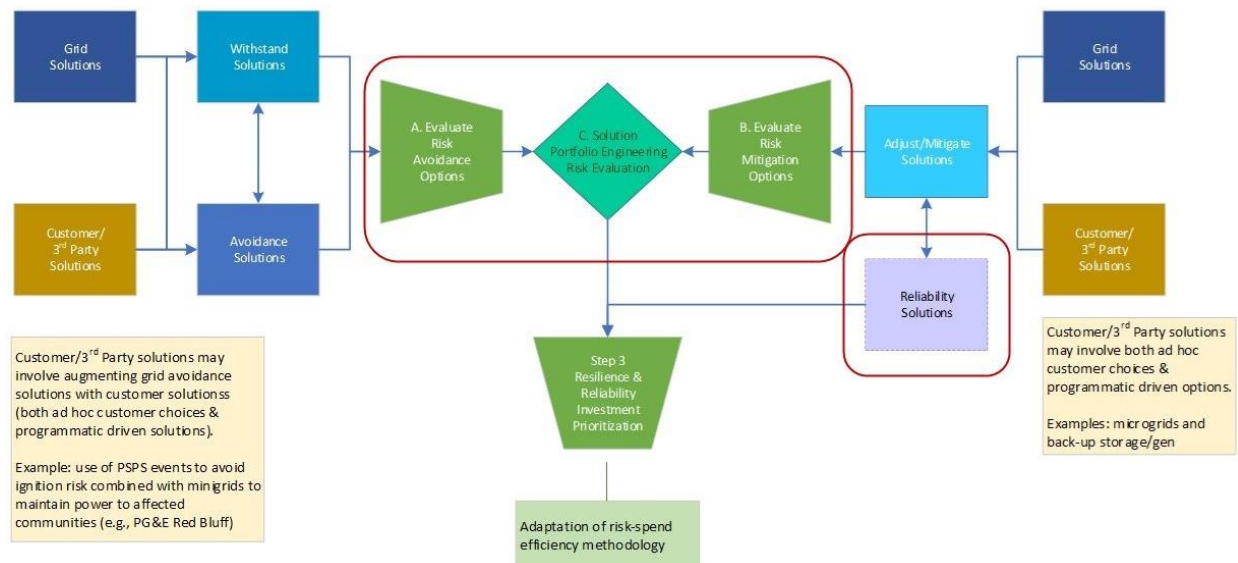 Grid
Solutions
Withstand
Solutions
Customer/
3rd Party
Solutions
Avoidance
Solutions
A. Evaluate
Risk
Avoidance
Options
C. Solution
Portfolio Engineering
Risk Evaluation
B. Evaluate
Risk
Mitigation
Options
Adjust/Mitigate
Solutions
Grid
Solutions
Customer/
3rd Party
Solutions
Reliability
Solutions
Step 3
Resilience &
Reliability
Investment
Prioritization
Adaptation of risk-spend
efficiency methodology
Customer/3rd Party solutions may
involve augmenting grid avoidance
solutions with customer solutionss
(both ad hoc customer choices &
programmatic driven solutions).
Example: use of PSPS events to avoid
ignition risk combined with minigrids to
maintain power to affected
communities (e.g., PG&E Red Bluff)
Customer/3rd Party solutions
may involve both ad hoc
customer choices &
programmatic driven options.
Examples: microgrids and
back-up storage/gen